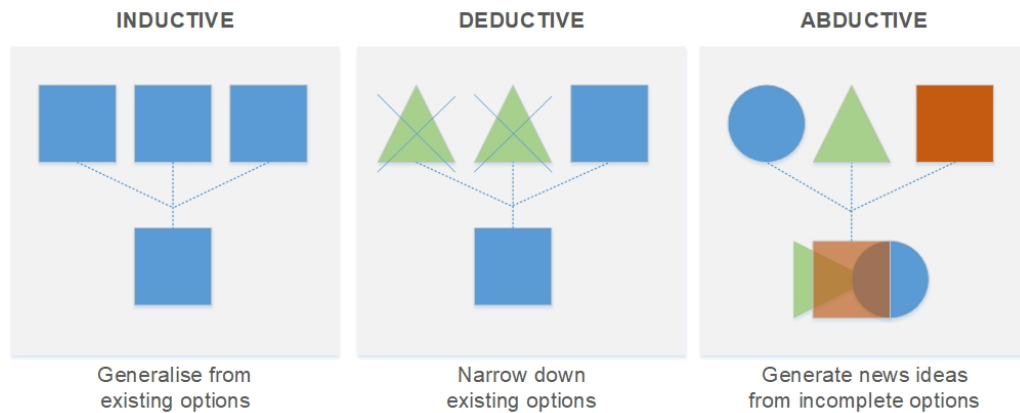 INDUCTIVE
DEDUCTIVE
ABDUCTIVE
Generalise from
existing options
Narrow down
existing options
Generate news ideas
from incomplete options